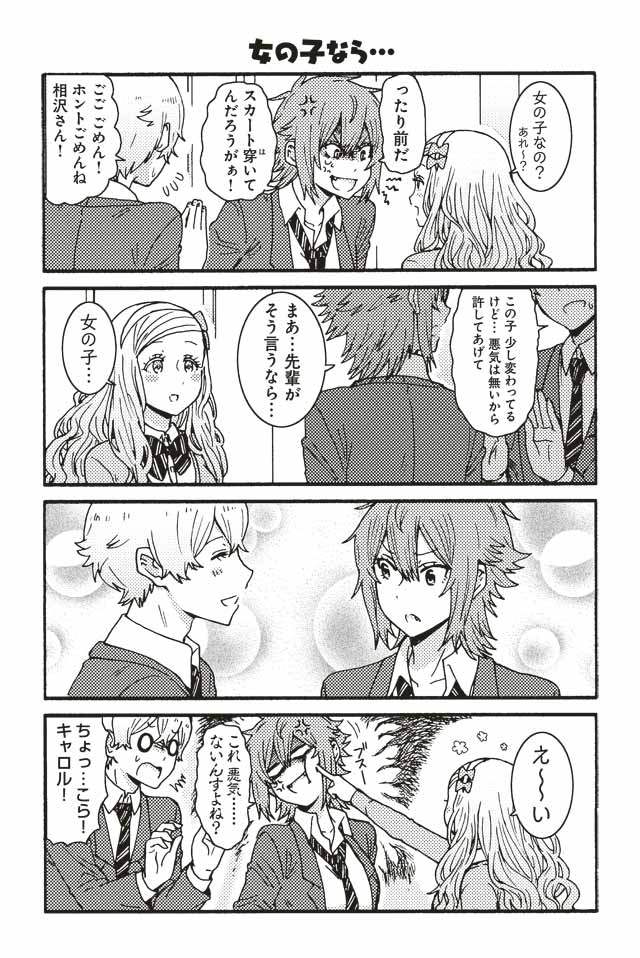 女の子なら…
女の子なの?
あれ〜?
ったり前だ
スカート穿いて
は
んだろうがぁ!
ごご ごめん!
ホントごめんね
相沢さん!
この子 少し変わってる
けど… 悪気は無いから
許してあげて
まあ…先輩が
そう言うなら…
女の子…
え〜〜い
これ 悪気……
ないんすよね?
ちょっ…こら!
キャロル!